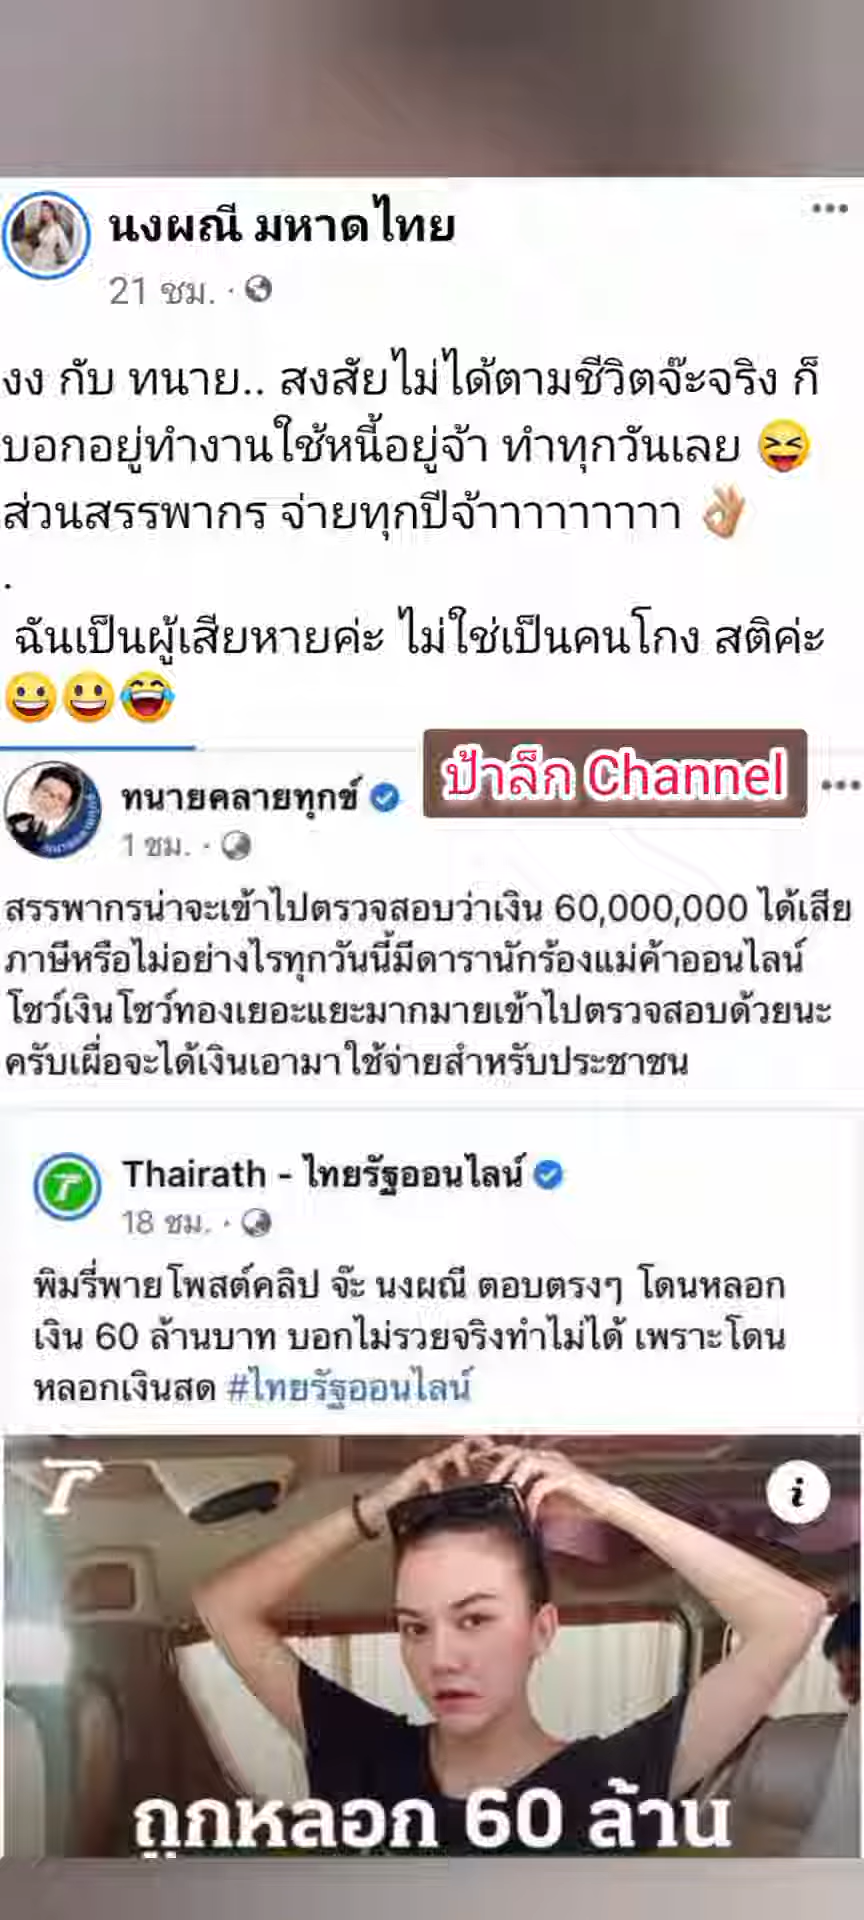 นงผณี มหาดไทย
21 ชม.
งง กับ ทนาย.. สงสัยไม่ได้ตามชีวิตจ๊ะจริง ก็
บอกอยู่ทำงานใช้หนี้อยู่จ้า ทำทุกวันเลย 😝
ส่วนสรรพากร จ่ายทุกปีจ้าาาาาาาาาา 👌🏼
.
ฉันเป็นผู้เสียหายค่ะ ไม่ใช่เป็นคนโกง สติค่ะ
😀😀😂
ป้าล็ก Channel
ทนายคลายทุกข์
1 ชม.
สรรพากรน่าจะเข้าไปตรวจสอบว่าเงิน 60,000,000 ได้เสีย
ภาษีหรือไม่อย่างไรทุกวันนี้มีดารานักร้องแม่ค้าออนไลน์
โชว์เงินโชว์ทองเยอะแยะมากมายเข้าไปตรวจสอบด้วยนะ
ครับเผื่อจะได้เงินเอามาใช้จ่ายสำหรับประชาชน
Thairath - ไทยรัฐออนไลน์
18 ชม.
พิมรี่พายโพสต์คลิป จ๊ะ นงผณี ตอบตรงๆ โดนหลอก
เงิน 60 ล้านบาท บอกไม่รวยจริงทำไม่ได้ เพราะโดน
หลอกเงินสด #ไทยรัฐออนไลน์
ถูกหลอก 60 ล้าน